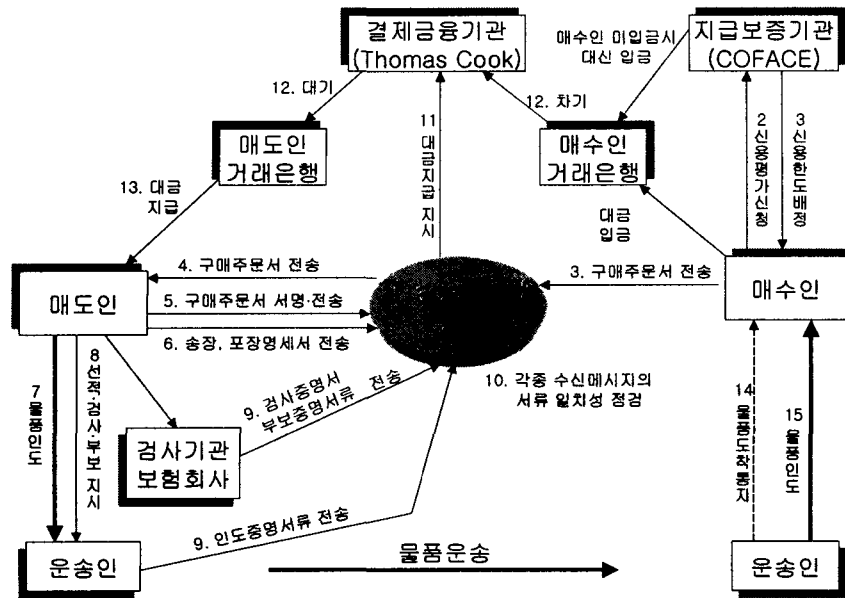 결제금융기관
(Thomas Cook)
매수인 미입금시
대신 입금
지급보증기관
(COFACE)
12. 대기
12. 차기
11 대금지급 지시
2 신용평가신청
3 신용한도배정
매도인
거래은행
매수인
거래은행
13. 대금
지급
대금
입금
4. 구매주문서 전송
3. 구매주문서 전송
매도인
매수인
5. 구매주문서 서명·전송
6. 송장, 포장명세서 전송
7 물품인도
8 선적·검사·부보 지시
9. 검사증명서
부보증명서류 전송
10. 각종 수신메시지의
서류 일치성 점검
14 물품도착통지
15 물품인도
검사기관
보험회사
9. 인도증명서류 전송
물품운송
운송인
운송인